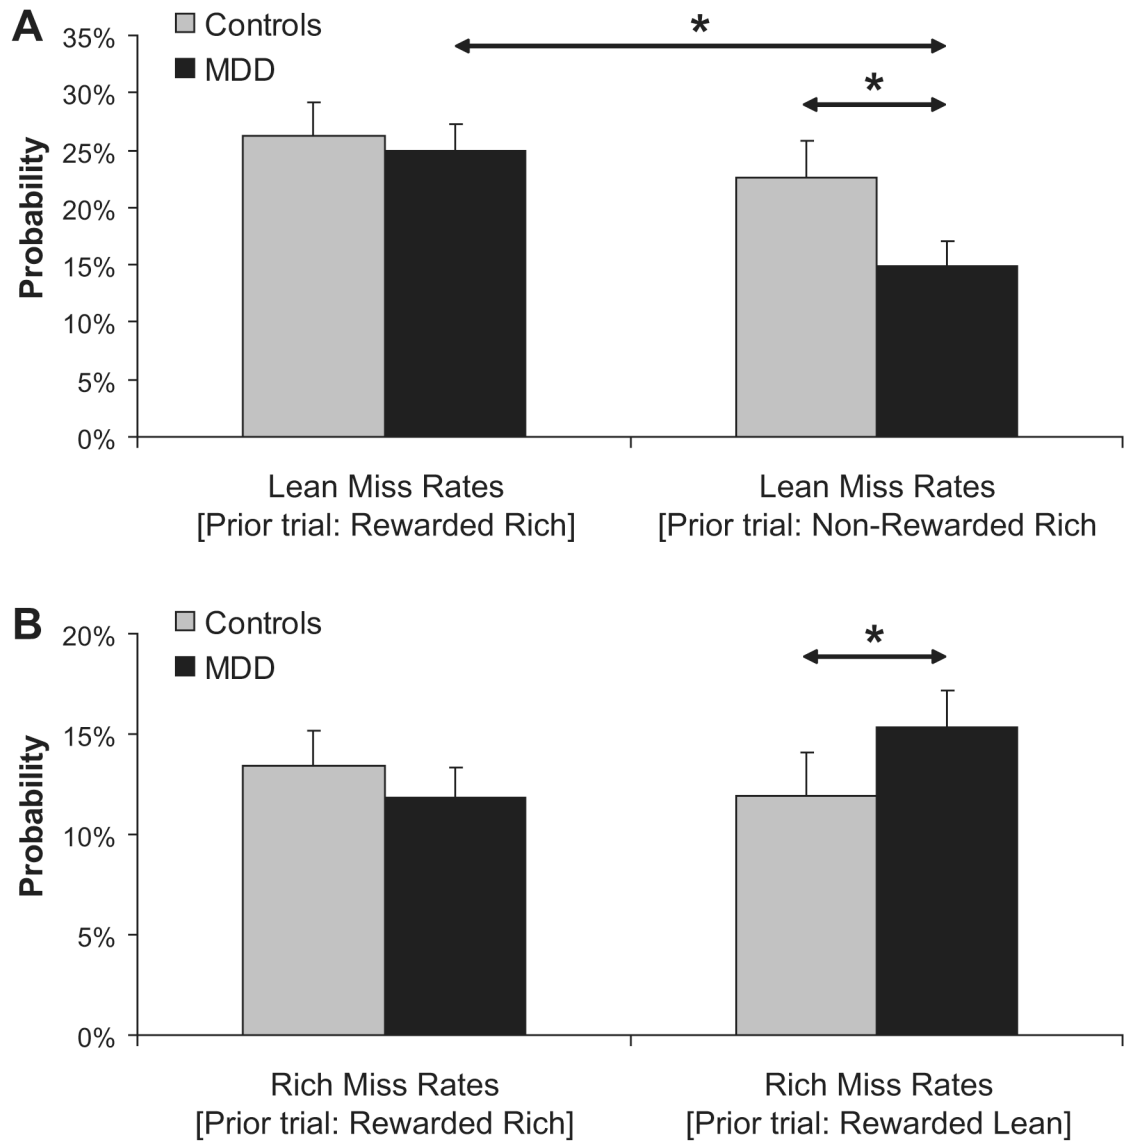 A
Controls
MDD
*
*
35%
30%
25%
20%
15%
10%
5%
0%
Probability
Lean Miss Rates
[Prior trial: Rewarded Rich]
Lean Miss Rates
[Prior trial: Non-Rewarded Rich
B
Controls
MDD
*
20%
15%
10%
5%
0%
Probability
Rich Miss Rates
[Prior trial: Rewarded Rich]
Rich Miss Rates
[Prior trial: Rewarded Lean]